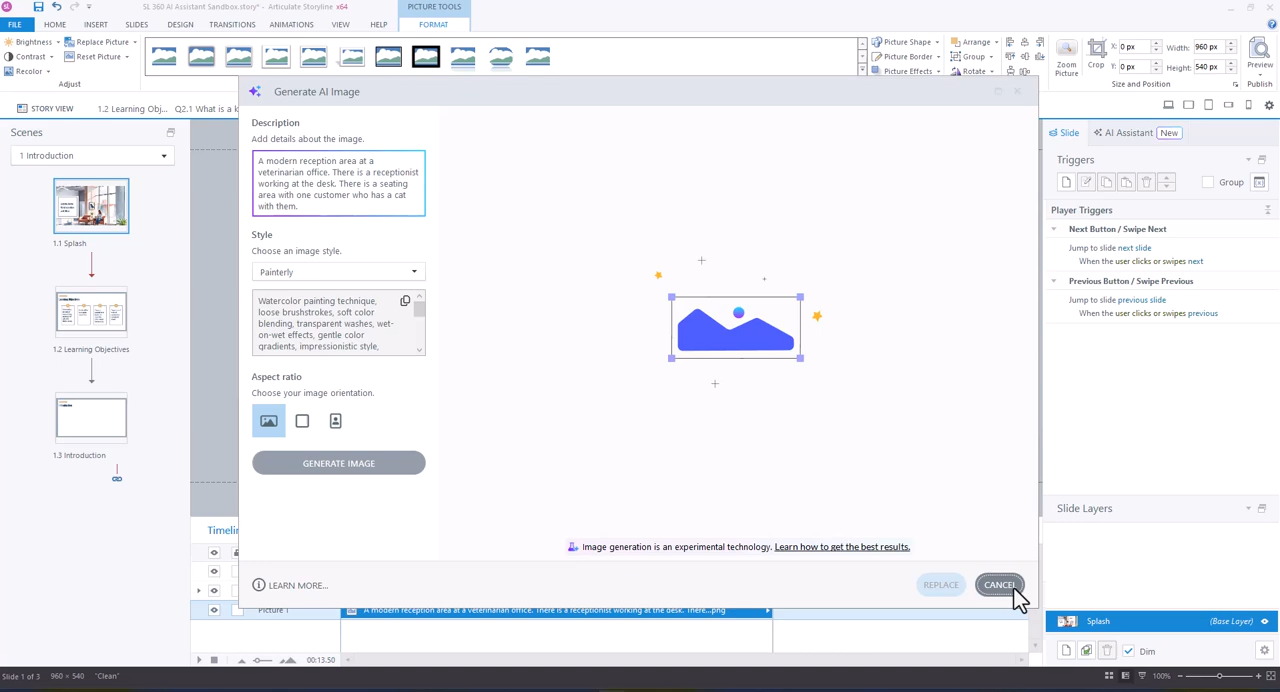 SL 360 AI Assistant Sandbox.story* - Articulate Storyline x64
PICTURE TOOLS
FILE HOME INSERT SLIDES DESIGN TRANSITIONS ANIMATIONS VIEW HELP FORMAT
Brightness Replace Picture
Contrast Reset Picture
Recolor
Adjust
Picture Shape
Picture Border
Picture Effects
Arrange
Group
Rotate
Zoom Picture
Crop
X: 0 px Width: 960 px
Y: 0 px Height: 540 px
Size and Position
Preview
Publish
STORY VIEW 1.2 Learning Obj... Q2.1 What is a k
Scenes
1 Introduction
1.1 Splash
1.2 Learning Objectives
1.3 Introduction
Generate AI Image
Description
Add details about the image.
A modern reception area at a
veterinarian office. There is a receptionist
working at the desk. There is a seating
area with one customer who has a cat
with them.
Style
Choose an image style.
Painterly
Watercolor painting technique,
loose brushstrokes, soft color
blending, transparent washes, wet-
on-wet effects, gentle color
gradients, impressionistic style,
Aspect ratio
Choose your image orientation.
GENERATE IMAGE
Image generation is an experimental technology. Learn how to get the best results.
LEARN MORE...
REPLACE CANCEL
Slide AI Assistant New
Triggers
Group
Player Triggers
Next Button / Swipe Next
Jump to slide next slide
When the user clicks or swipes next
Previous Button / Swipe Previous
Jump to slide previous slide
When the user clicks or swipes previous
Slide Layers
Splash (Base Layer)
Dim
Timelin
Picture 1 A modern reception area at a veterinarian office. There is a receptionist working at the desk. There...png
00:13.50
Slide 1 of 3 960 × 540 "Clean" 100%